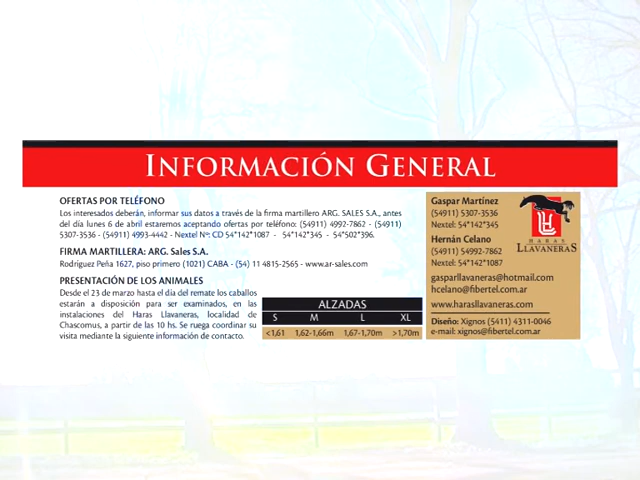 INFORMACIÓN GENERAL
OFERTAS POR TELÉFONO
Los interesados deberán, informar sus datos a través de la firma martillero ARG. SALES S.A., antes
del día lunes 6 de abril estaremos aceptando ofertas por teléfono: (54911) 4992-7862 - (54911)
5307-3536 - (54911) 4993-4442 - Nextel Nº: CD 54*142*1087 - 54*142*345 - 54*502*396.
FIRMA MARTILLERA: ARG. Sales S.A.
Rodríguez Peña 1627, piso primero (1021) CABA - (54) 11 4815-2565 - www.ar-sales.com
PRESENTACIÓN DE LOS ANIMALES
Desde el 23 de marzo hasta el día del remate los caballos
estarán a disposición para ser examinados, en las
instalaciones del Haras Llavaneras, localidad de
Chascomus, a partir de las 10 hs. Se ruega coordinar su
visita mediante la siguiente información de contacto.
ALZADAS
S M L XL
<1,61 1,62-1,66m 1,67-1,70m >1,70m
Gaspar Martínez
(54911) 5307-3536
Nextel: 54*142*345
Hernán Celano
(54911) 54992-7862
Nextel: 54*142*1087
gasparllavaneras@hotmail.com
hcelano@fibertel.com.ar
www.harasllavaneras.com
Diseño: Xignos (5411) 4311-0046
e-mail: xignos@fibertel.com.ar
HARAS
LLAVANERAS